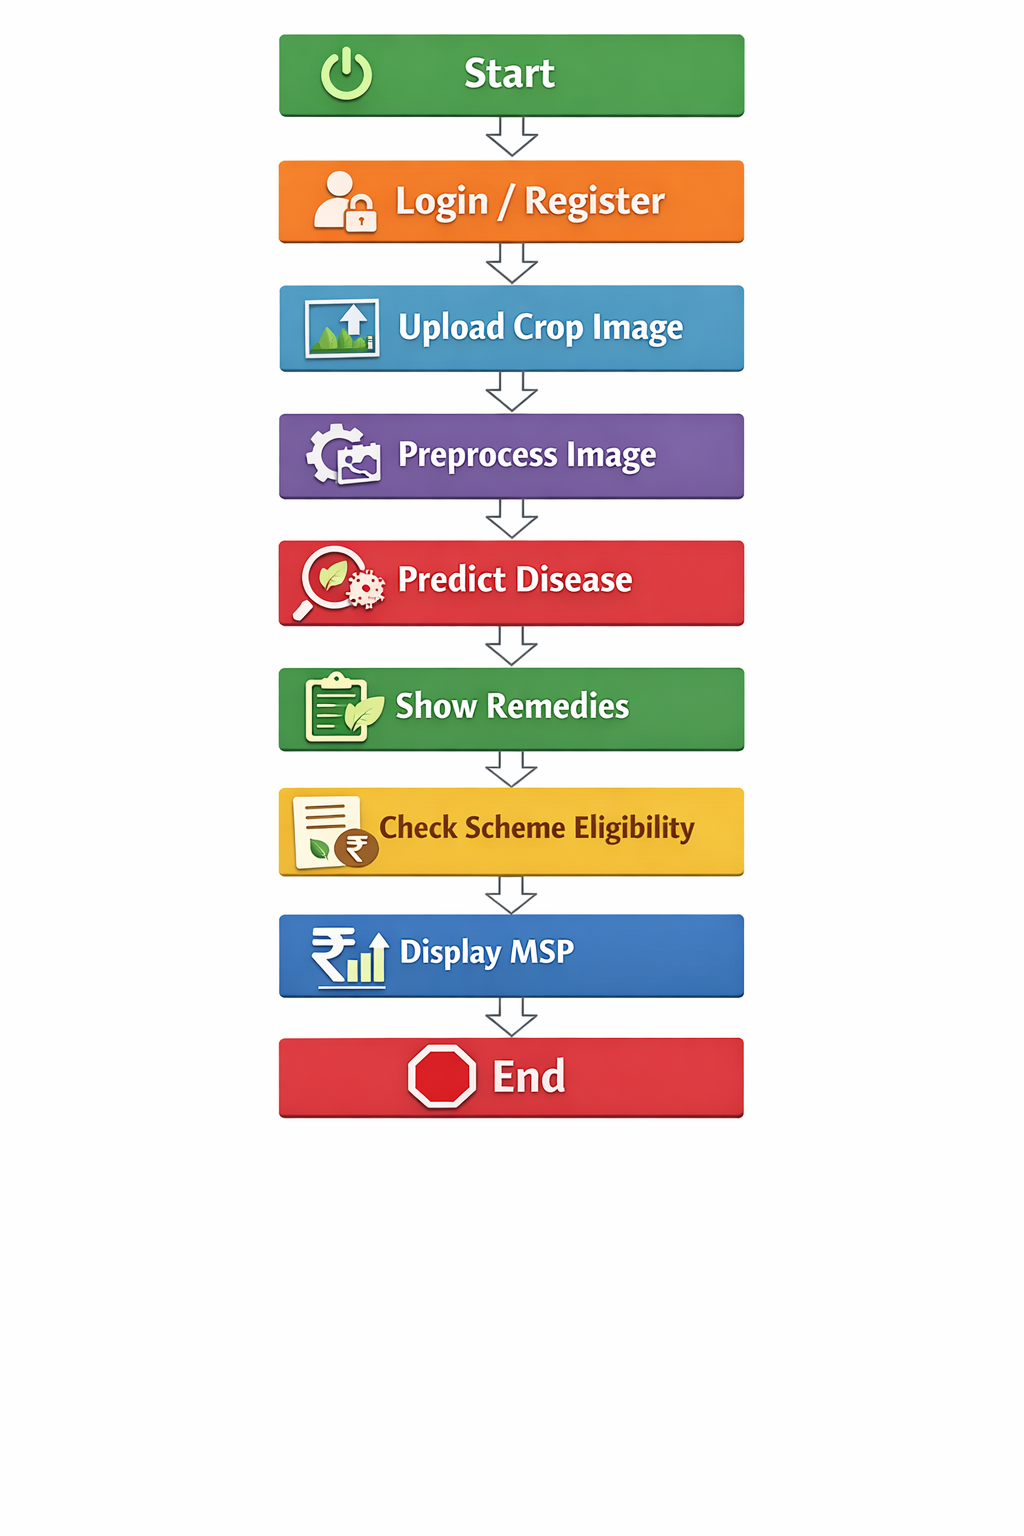 Start
Login / Register
Upload Crop Image
Preprocess Image
Predict Disease
Show Remedies
Check Scheme Eligibility
₹
₹
Display MSP
End